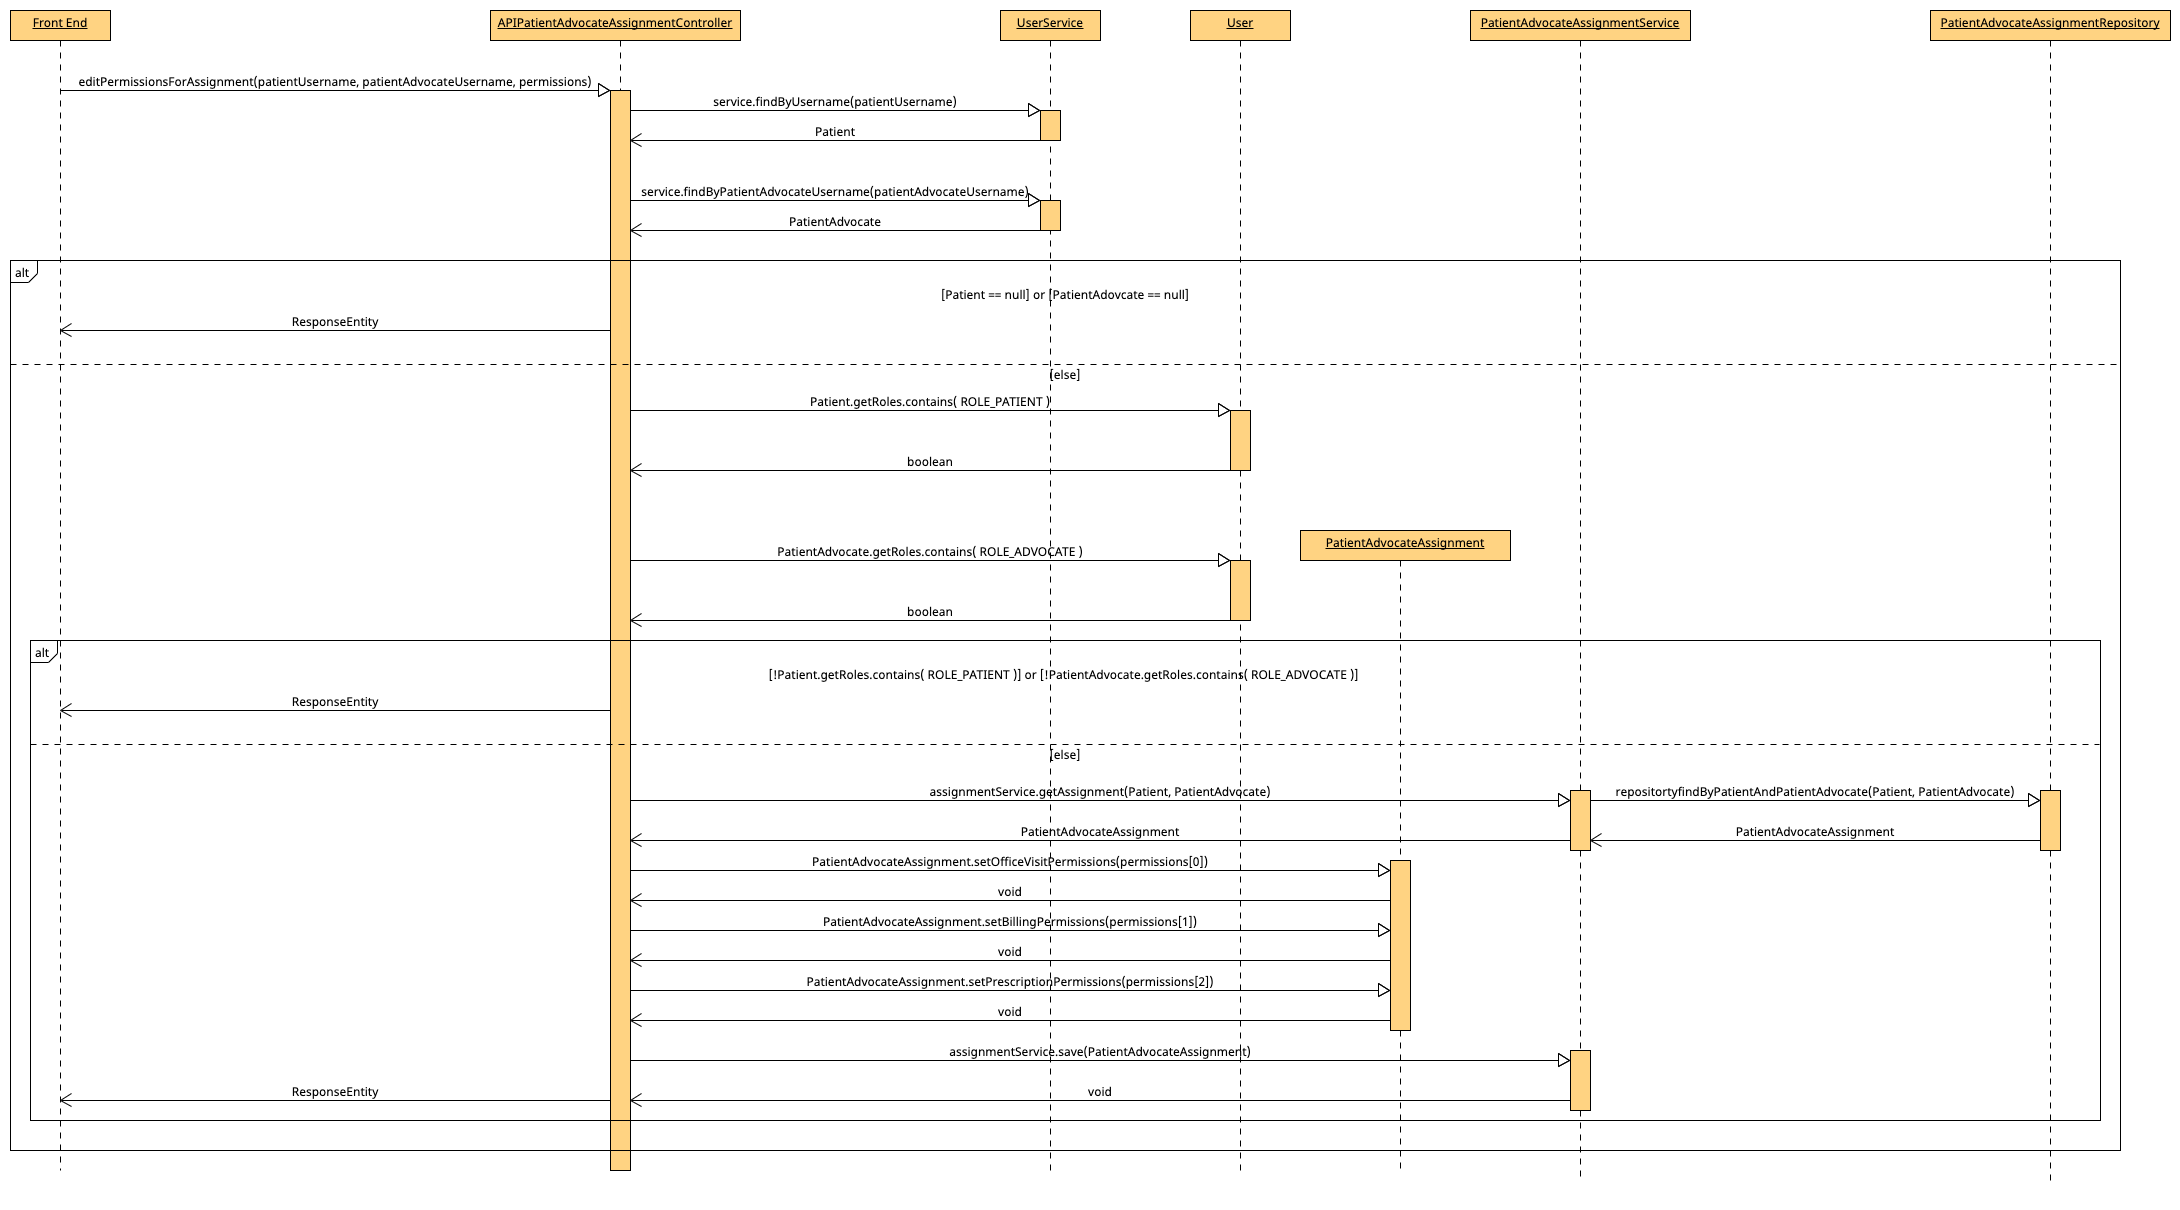 Front End
APIPatientAdvocateAssignmentController
UserService
User
PatientAdvocateAssignmentService
PatientAdvocateAssignmentRepository
editPermissionsForAssignment(patientUsername, patientAdvocateUsername, permissions)
service.findByUsername(patientUsername)
Patient
service.findByPatientAdvocateUsername(patientAdvocateUsername)
PatientAdvocate
alt
[Patient == null] or [PatientAdovcate == null]
ResponseEntity
[else]
Patient.getRoles.contains( ROLE_PATIENT )
boolean
PatientAdvocateAssignment
PatientAdvocate.getRoles.contains( ROLE_ADVOCATE )
boolean
alt
[!Patient.getRoles.contains( ROLE_PATIENT )] or [!PatientAdvocate.getRoles.contains( ROLE_ADVOCATE )]
ResponseEntity
[else]
assignmentService.getAssignment(Patient, PatientAdvocate)
repositortyfindByPatientAndPatientAdvocate(Patient, PatientAdvocate)
PatientAdvocateAssignment
PatientAdvocateAssignment
PatientAdvocateAssignment.setOfficeVisitPermissions(permissions[0])
void
PatientAdvocateAssignment.setBillingPermissions(permissions[1])
void
PatientAdvocateAssignment.setPrescriptionPermissions(permissions[2])
void
assignmentService.save(PatientAdvocateAssignment)
ResponseEntity
void